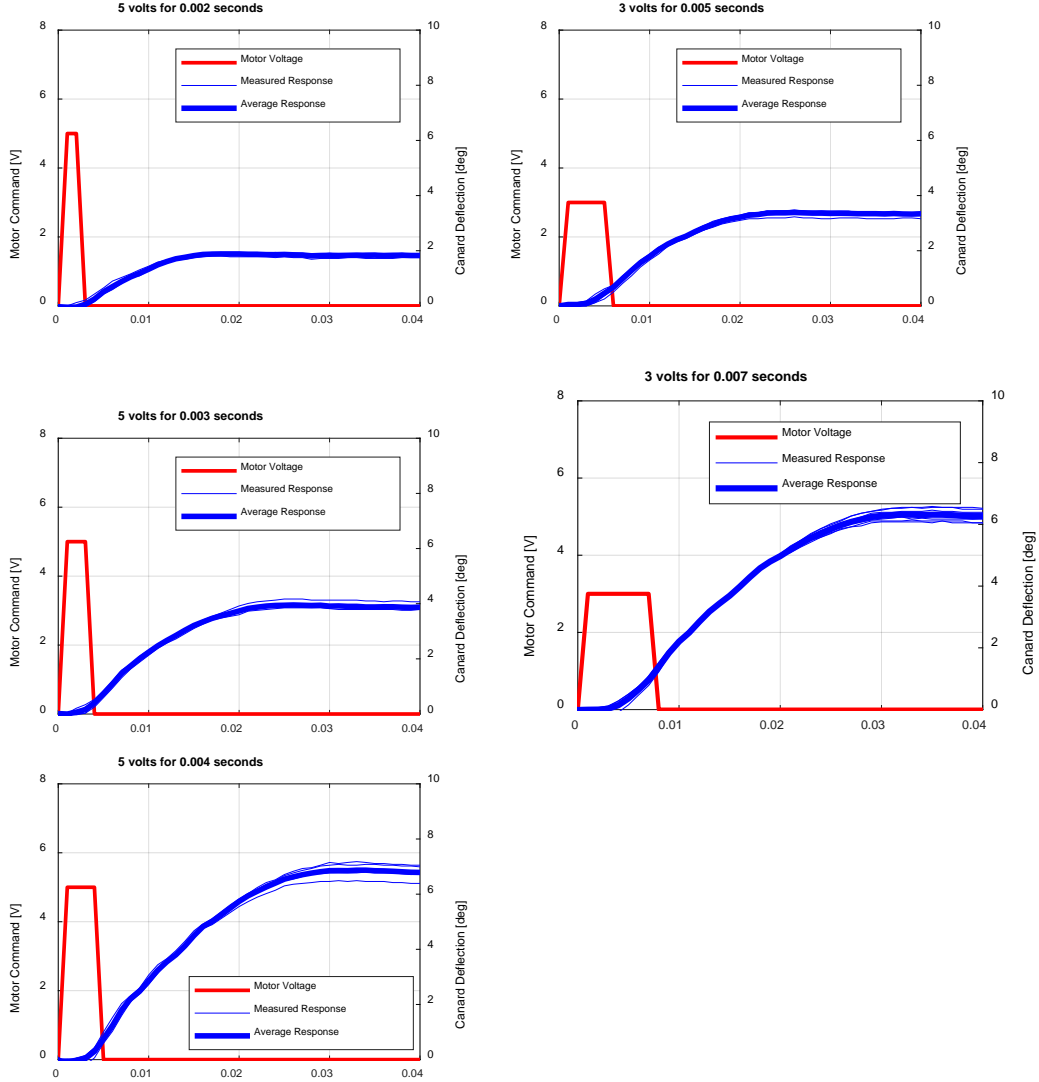 5 volts for 0.002 seconds
8
6
4
2
0
Motor Command [V]
10
8
6
4
2
0
Canard Deflection [deg]
0
0.01
0.02
0.03
0.04
Motor Voltage
Measured Response
Average Response
3 volts for 0.005 seconds
8
6
4
2
0
Motor Command [V]
10
8
6
4
2
0
Canard Deflection [deg]
0
0.01
0.02
0.03
0.04
Motor Voltage
Measured Response
Average Response
5 volts for 0.003 seconds
8
6
4
2
0
Motor Command [V]
10
8
6
4
2
0
Canard Deflection [deg]
0
0.01
0.02
0.03
0.04
Motor Voltage
Measured Response
Average Response
3 volts for 0.007 seconds
8
6
4
2
0
Motor Command [V]
10
8
6
4
2
0
Canard Deflection [deg]
0
0.01
0.02
0.03
0.04
Motor Voltage
Measured Response
Average Response
5 volts for 0.004 seconds
8
6
4
2
0
Motor Command [V]
10
8
6
4
2
0
Canard Deflection [deg]
0
0.01
0.02
0.03
0.04
Motor Voltage
Measured Response
Average Response